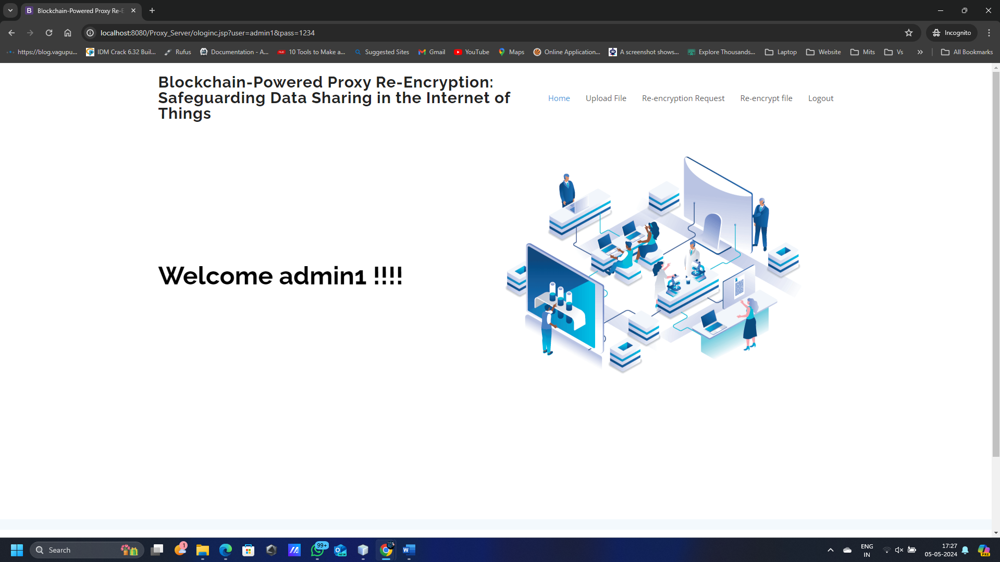 Blockchain-Powered Proxy Re-E
localhost:8080/Proxy_Server/ologinc.jsp?user=admin1&pass=1234
Incognito
https://blog.vagupu...
IDM Crack 6.32 Buil...
Rufus
Documentation - A...
10 Tools to Make a...
Suggested Sites
Gmail
YouTube
Maps
Online Application...
A screenshot shows...
Explore Thousands...
Laptop
Website
Mits
Vs
All Bookmarks
Blockchain-Powered Proxy Re-Encryption:
Safeguarding Data Sharing in the Internet of
Things
Home
Upload File
Re-encryption Request
Re-encrypt file
Logout
Welcome admin1 !!!!
Search
1
99+
NEW
ENG
IN
17:27
05-05-2024
PRE